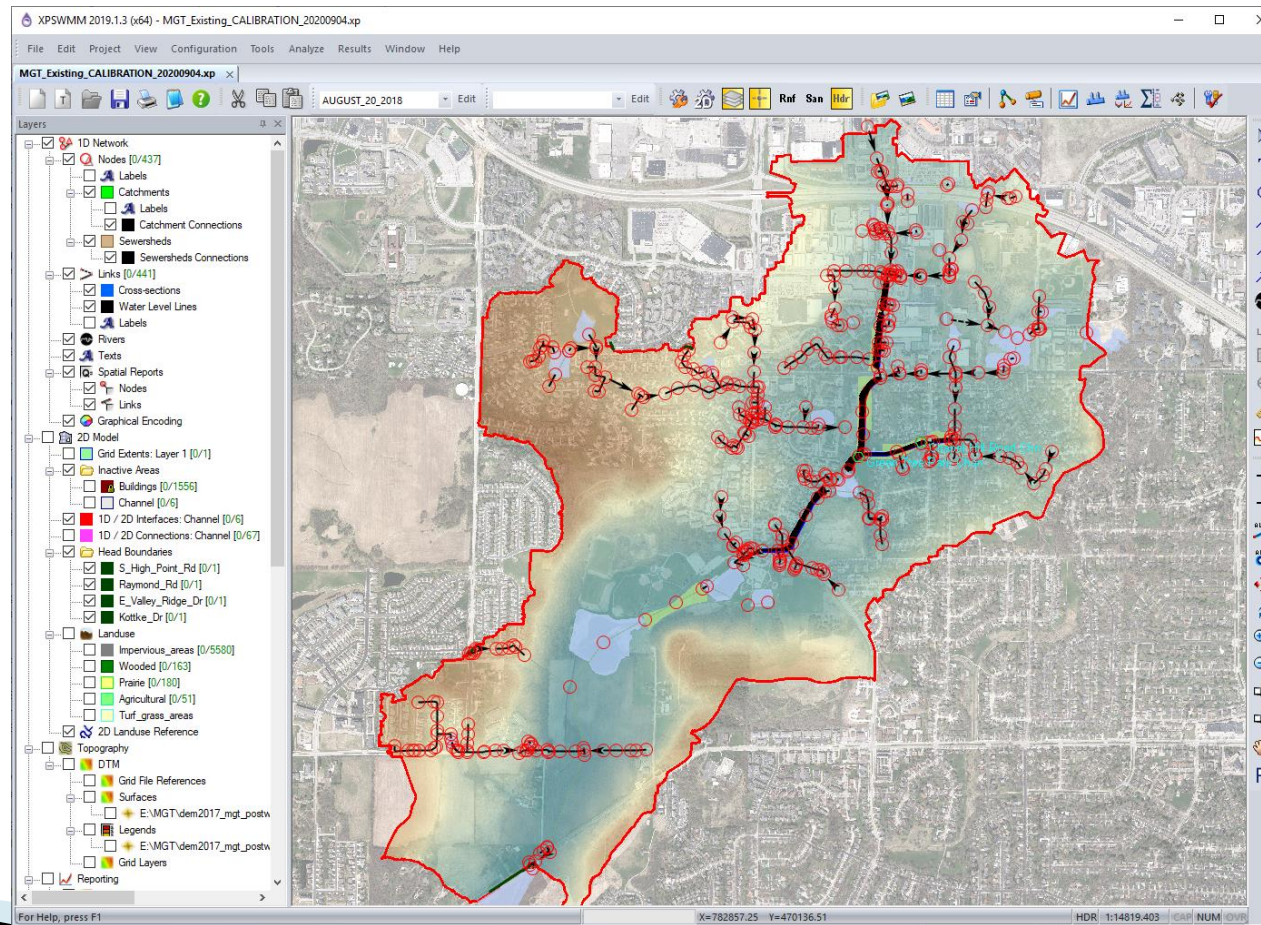 XPSWMM 2019.1.3 (x64) - MGT_Existing_CALIBRATION_20200904.xp
File Edit Project View Configuration Tools Analyze Results Window Help
MGT_Existing_CALIBRATION_20200904.xp
AUGUST_20_2018 Edit Edit Rnf San Hdr
Layers
1D Network
Nodes [0/437]
Labels
Catchments
Labels
Catchment Connections
Sewersheds
Sewersheds Connections
Links [0/441]
Cross-sections
Water Level Lines
Labels
Rivers
Texts
Spatial Reports
Nodes
Links
Graphical Encoding
2D Model
Grid Extents: Layer 1 [0/1]
Inactive Areas
Buildings [0/1556]
Channel [0/6]
1D / 2D Interfaces: Channel [0/6]
1D / 2D Connections: Channel [0/67]
Head Boundaries
S_High_Point_Rd [0/1]
Raymond_Rd [0/1]
E_Valley_Ridge_Dr [0/1]
Kottke_Dr [0/1]
Landuse
Impervious_areas [0/5580]
Wooded [0/163]
Prairie [0/180]
Agricultural [0/51]
Turf_grass_areas
2D Landuse Reference
Topography
DTM
Grid File References
Surfaces
E:\MGT\dem2017_mgt_postw
Legends
E:\MGT\dem2017_mgt_postw
Grid Layers
Reporting
For Help, press F1
X=782857.25 Y=470136.51
HDR 1:14819.403 CAP NUM OVR